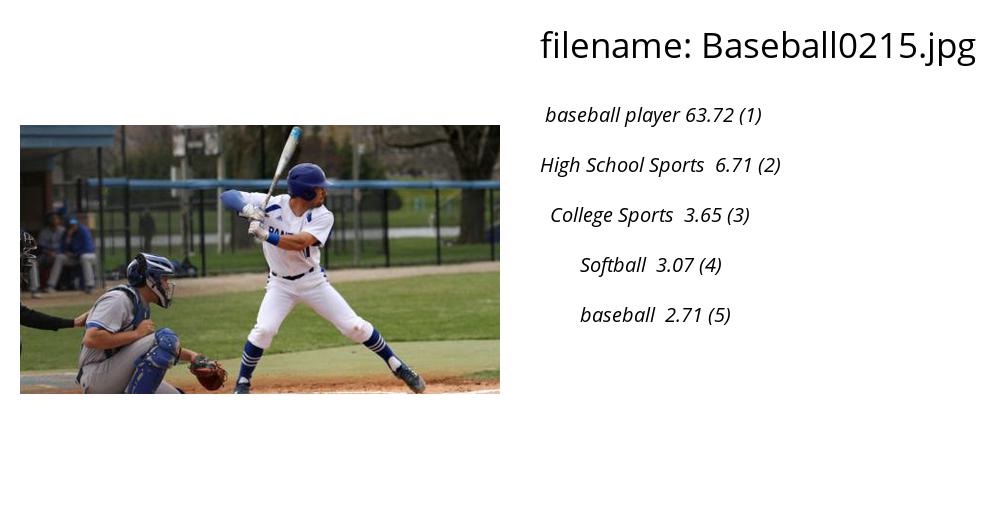 filename: Baseball0215.jpg
baseball player 63.72 (1)
High School Sports 6.71 (2)
College Sports 3.65 (3)
Softball 3.07 (4)
baseball 2.71 (5)